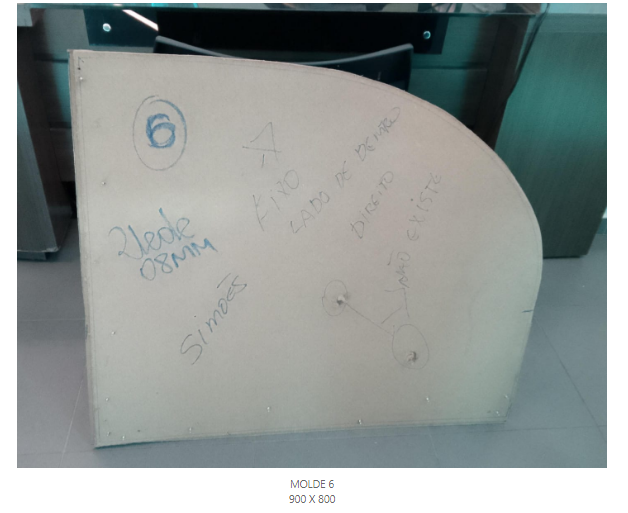 6
FIXO
LADO DE DENTRO
DIREITO
NÃO EXISTE
08MM
SIMÕES
MOLDE 6
900 X 800